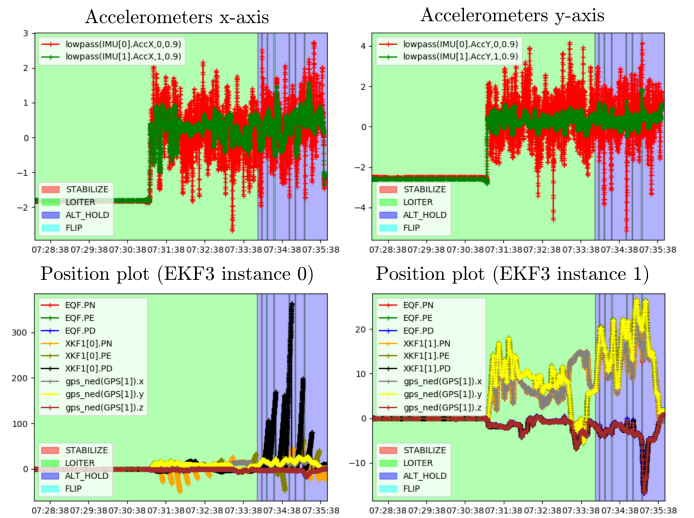 Accelerometers x-axis
Accelerometers y-axis
3
2
1
0
−1
−2
lowpass(IMU[0].AccX,0,0.9)
lowpass(IMU[1].AccX,1,0.9)
STABILIZE
LOITER
ALT_HOLD
FLIP
07:28:38 07:29:38 07:30:38 07:31:38 07:32:38 07:33:38 07:34:38 07:35:38
4
2
0
−2
−4
lowpass(IMU[0].AccY,0,0.9)
lowpass(IMU[1].AccY,1,0.9)
STABILIZE
LOITER
ALT_HOLD
FLIP
07:28:38 07:29:38 07:30:38 07:31:38 07:32:38 07:33:38 07:34:38 07:35:38
Position plot (EKF3 instance 0)
Position plot (EKF3 instance 1)
300
200
100
0
EQF.PN
EQF.PE
EQF.PD
XKF1[0].PN
XKF1[0].PE
XKF1[0].PD
gps_ned(GPS[1]).x
gps_ned(GPS[1]).y
gps_ned(GPS[1]).z
STABILIZE
LOITER
ALT_HOLD
FLIP
07:28:38 07:29:38 07:30:38 07:31:38 07:32:38 07:33:38 07:34:38 07:35:38
20
10
0
−10
EQF.PN
EQF.PE
EQF.PD
XKF1[1].PN
XKF1[1].PE
XKF1[1].PD
gps_ned(GPS[1]).x
gps_ned(GPS[1]).y
gps_ned(GPS[1]).z
STABILIZE
LOITER
ALT_HOLD
FLIP
07:28:38 07:29:38 07:30:38 07:31:38 07:32:38 07:33:38 07:34:38 07:35:38